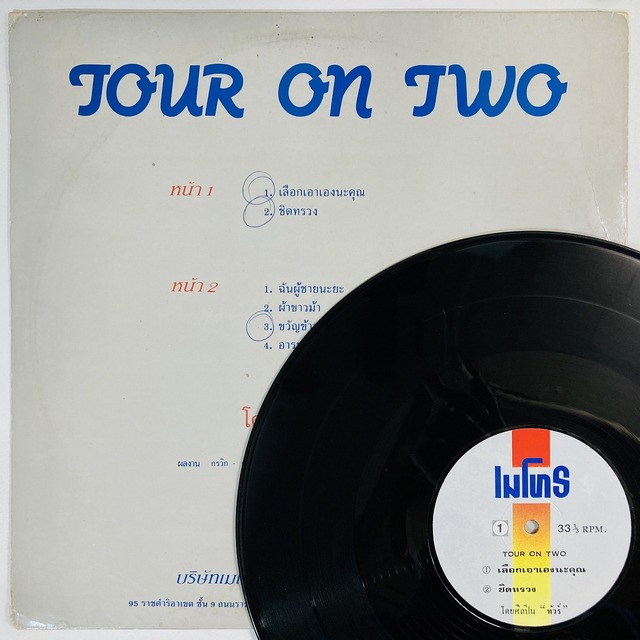 TOUR ON TWO
หน้า 1
1. เลือกเอาเองนะคุณ
2. ชิดทรวง
หน้า 2
1. ฉันผู้ชายนะยะ
2. ผ้าขาวม้า
3.
4.
ผลงาน กรวิก
95 ราชดำริอาเขต ชั้น 9
เมโทร
1 33⅓ RPM.
TOUR ON TWO
① เลือกเอาเองนะคุณ
② ชิดทรวง
โดยศิลปิน "ทัวร์"